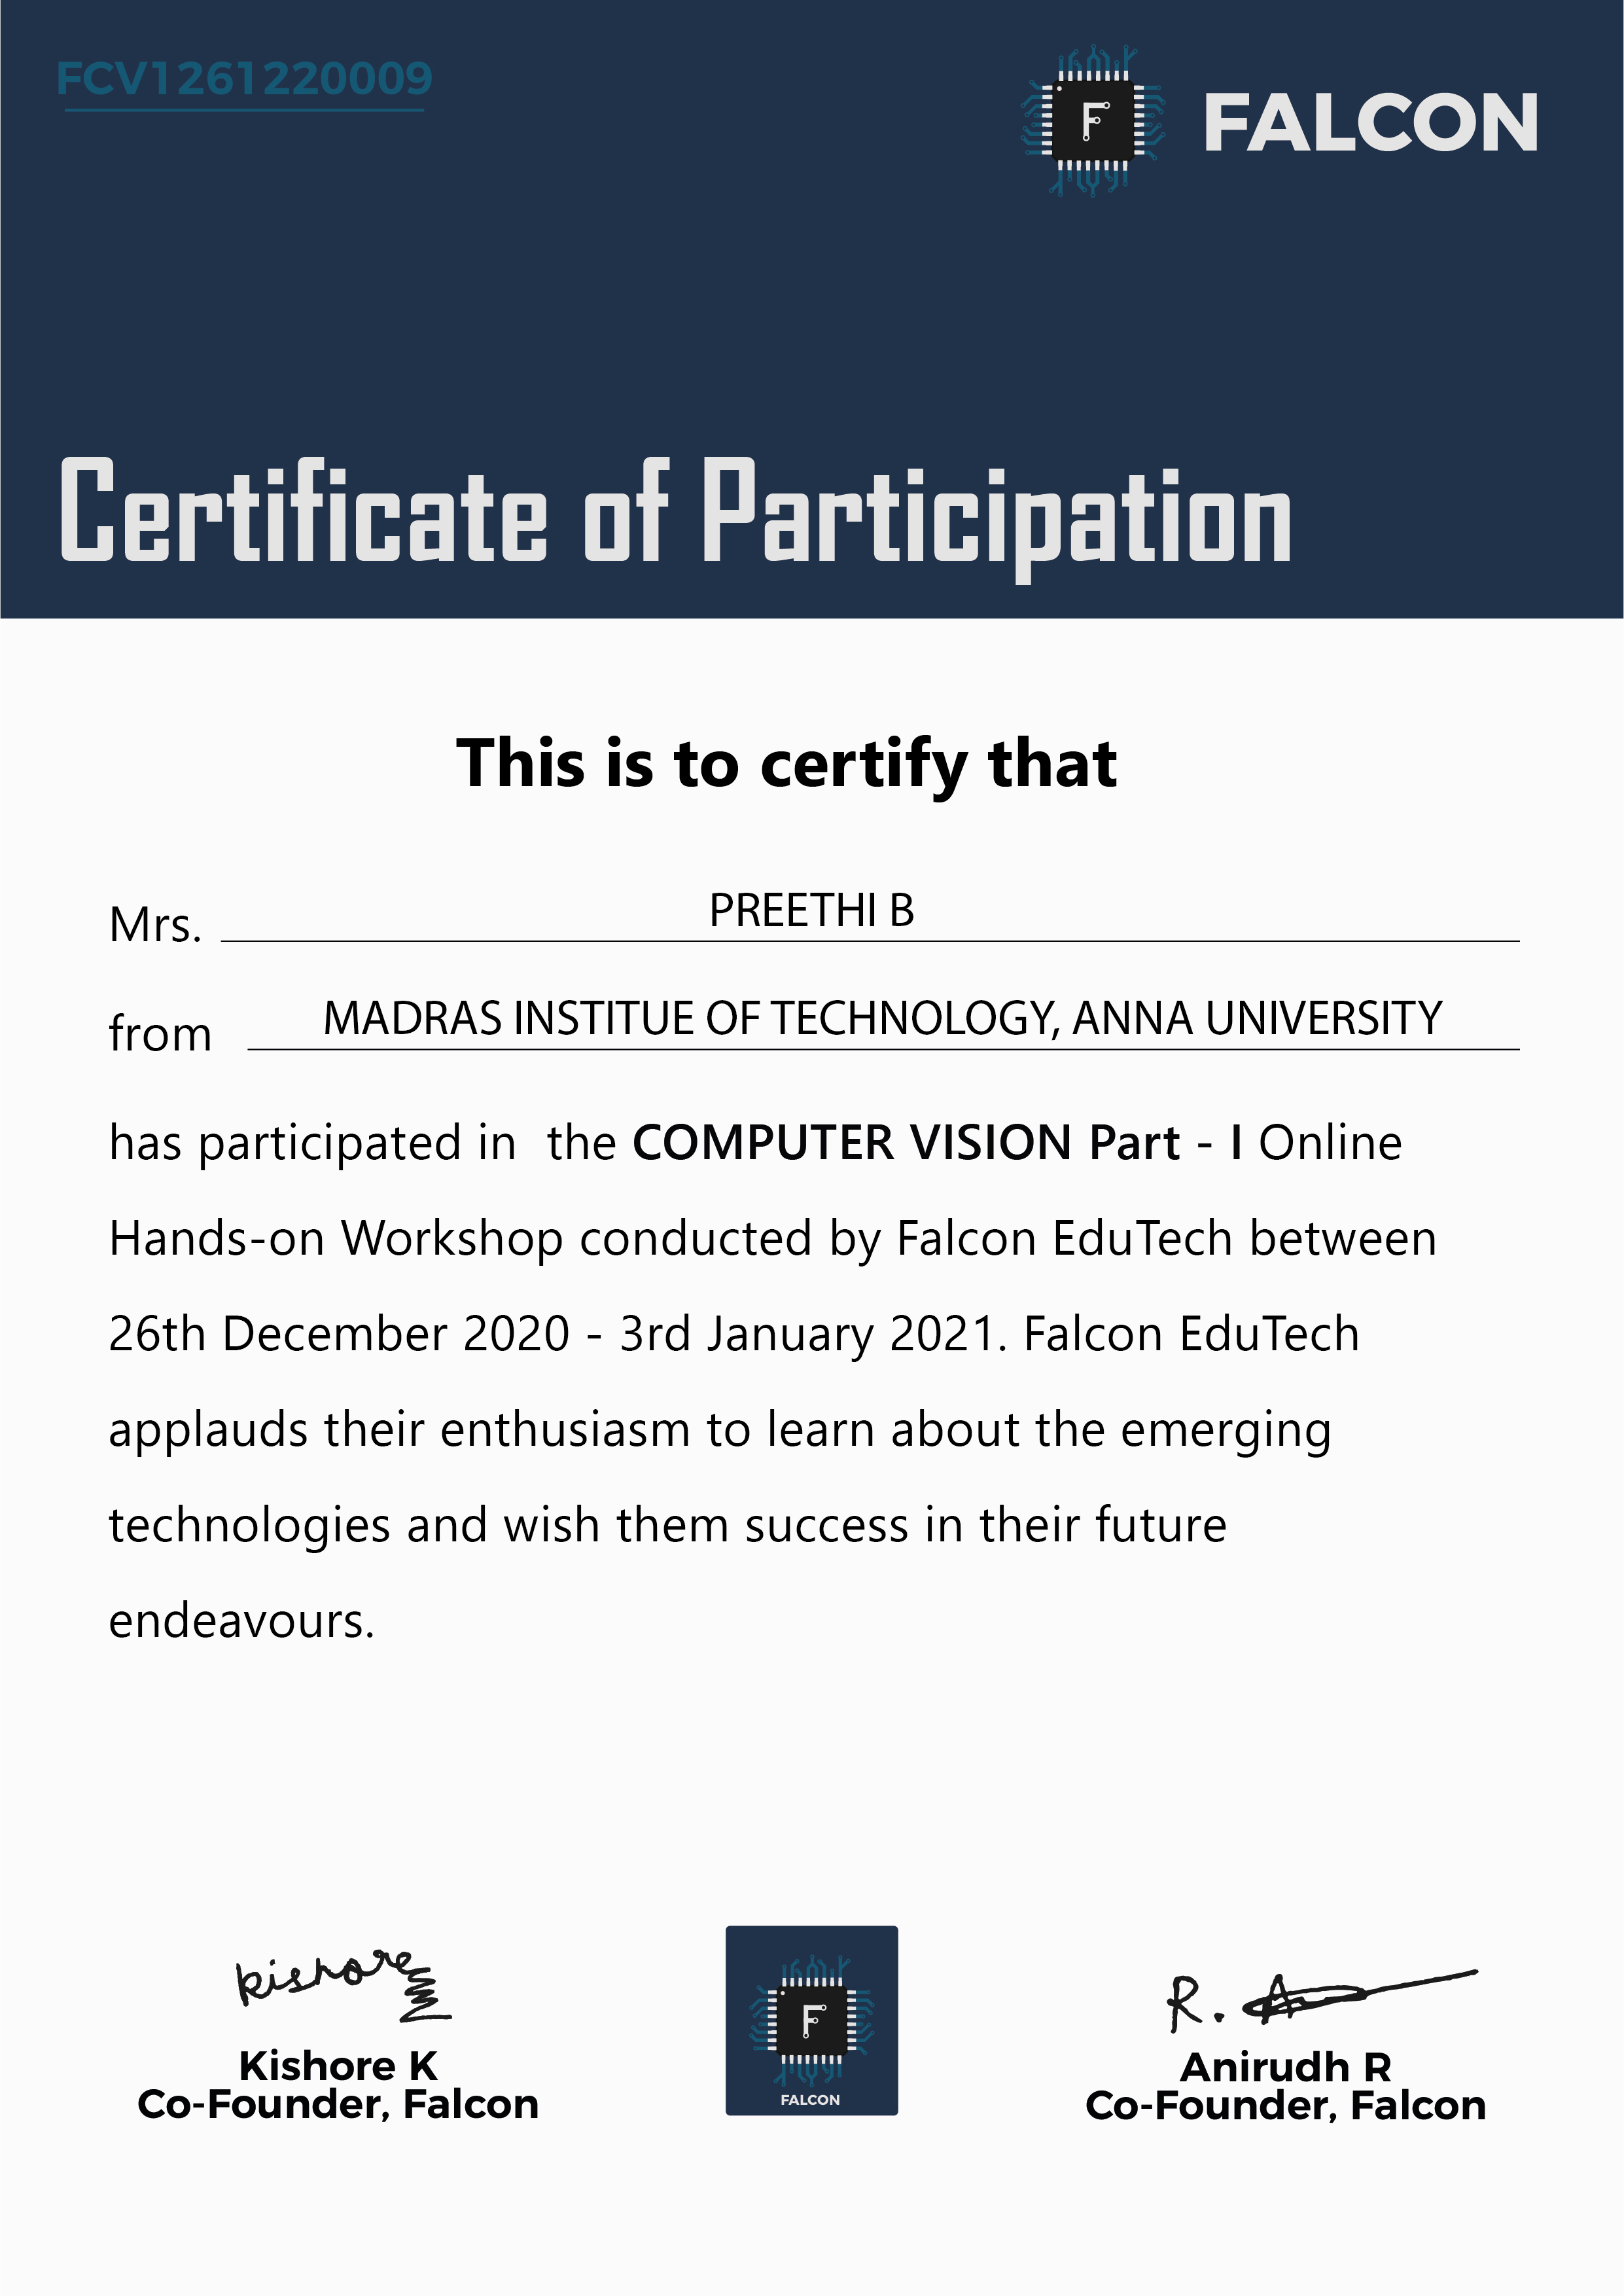 FCV1261220009
F
FALCON
Certificate of Participation
This is to certify that
Mrs. PREETHI B
from MADRAS INSTITUE OF TECHNOLOGY, ANNA UNIVERSITY
has participated in the COMPUTER VISION Part - I Online
Hands-on Workshop conducted by Falcon EduTech between
26th December 2020 - 3rd January 2021. Falcon EduTech
applauds their enthusiasm to learn about the emerging
technologies and wish them success in their future
endeavours.
kishore
Kishore K
Co-Founder, Falcon
F
FALCON
R. A
Anirudh R
Co-Founder, Falcon